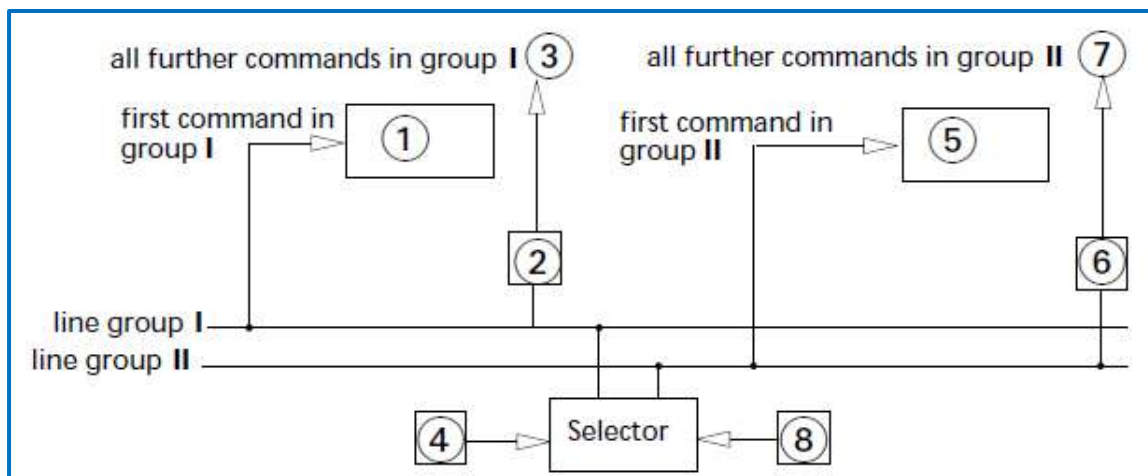 all further commands in group I 3
all further commands in group II 7
first command in
group I
1
first command in
group II
5
2
6
line group I
line group II
4
Selector
8